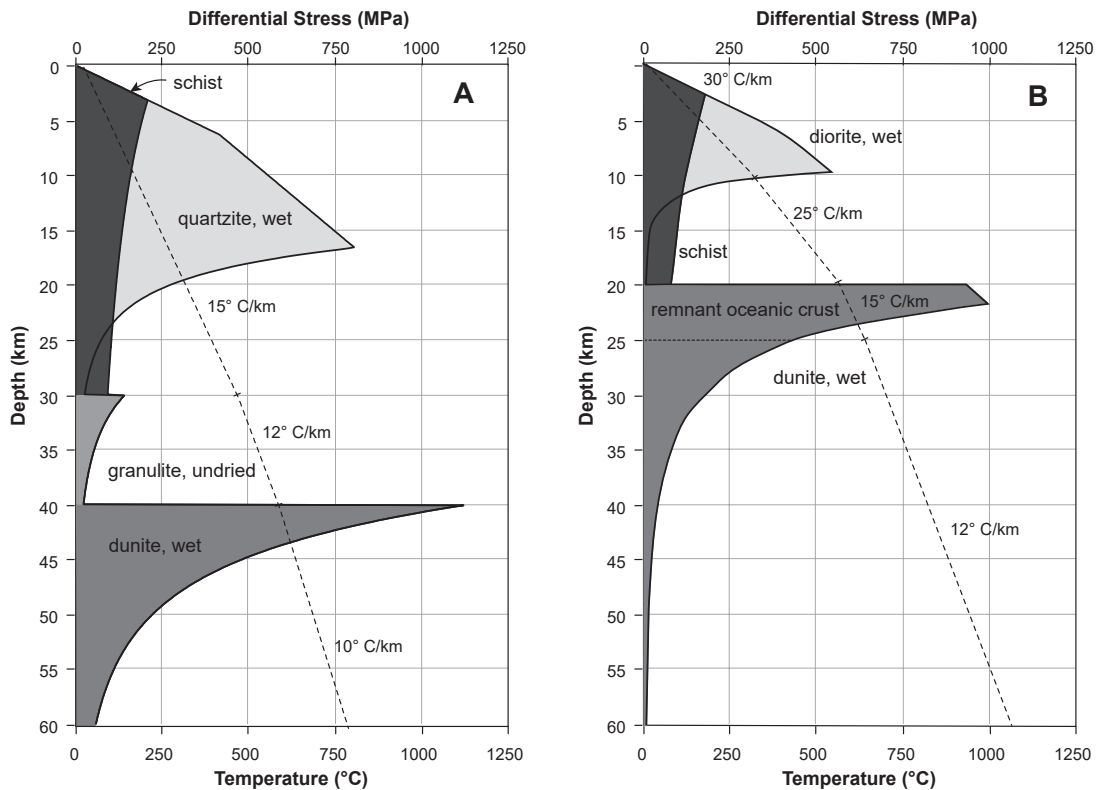 Differential Stress (MPa)
0 250 500 750 1000 1250
0
5
10
15
20
25
30
35
40
45
50
55
60
Depth (km)
schist
A
quartzite, wet
15° C/km
12° C/km
granulite, undried
dunite, wet
10° C/km
0 250 500 750 1000 1250
Temperature (°C)
Differential Stress (MPa)
0 250 500 750 1000 1250
5
10
15
20
25
30
35
40
45
50
55
60
Depth (km)
30° C/km
B
diorite, wet
25° C/km
schist
remnant oceanic crust
15° C/km
dunite, wet
12° C/km
0 250 500 750 1000 1250
Temperature (°C)